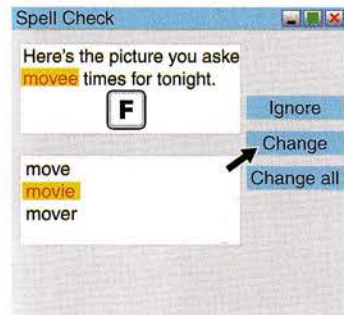 Spell Check
Here's the picture you aske
movee times for tonight.
F
Ignore
Change
Change all
move
movie
mover